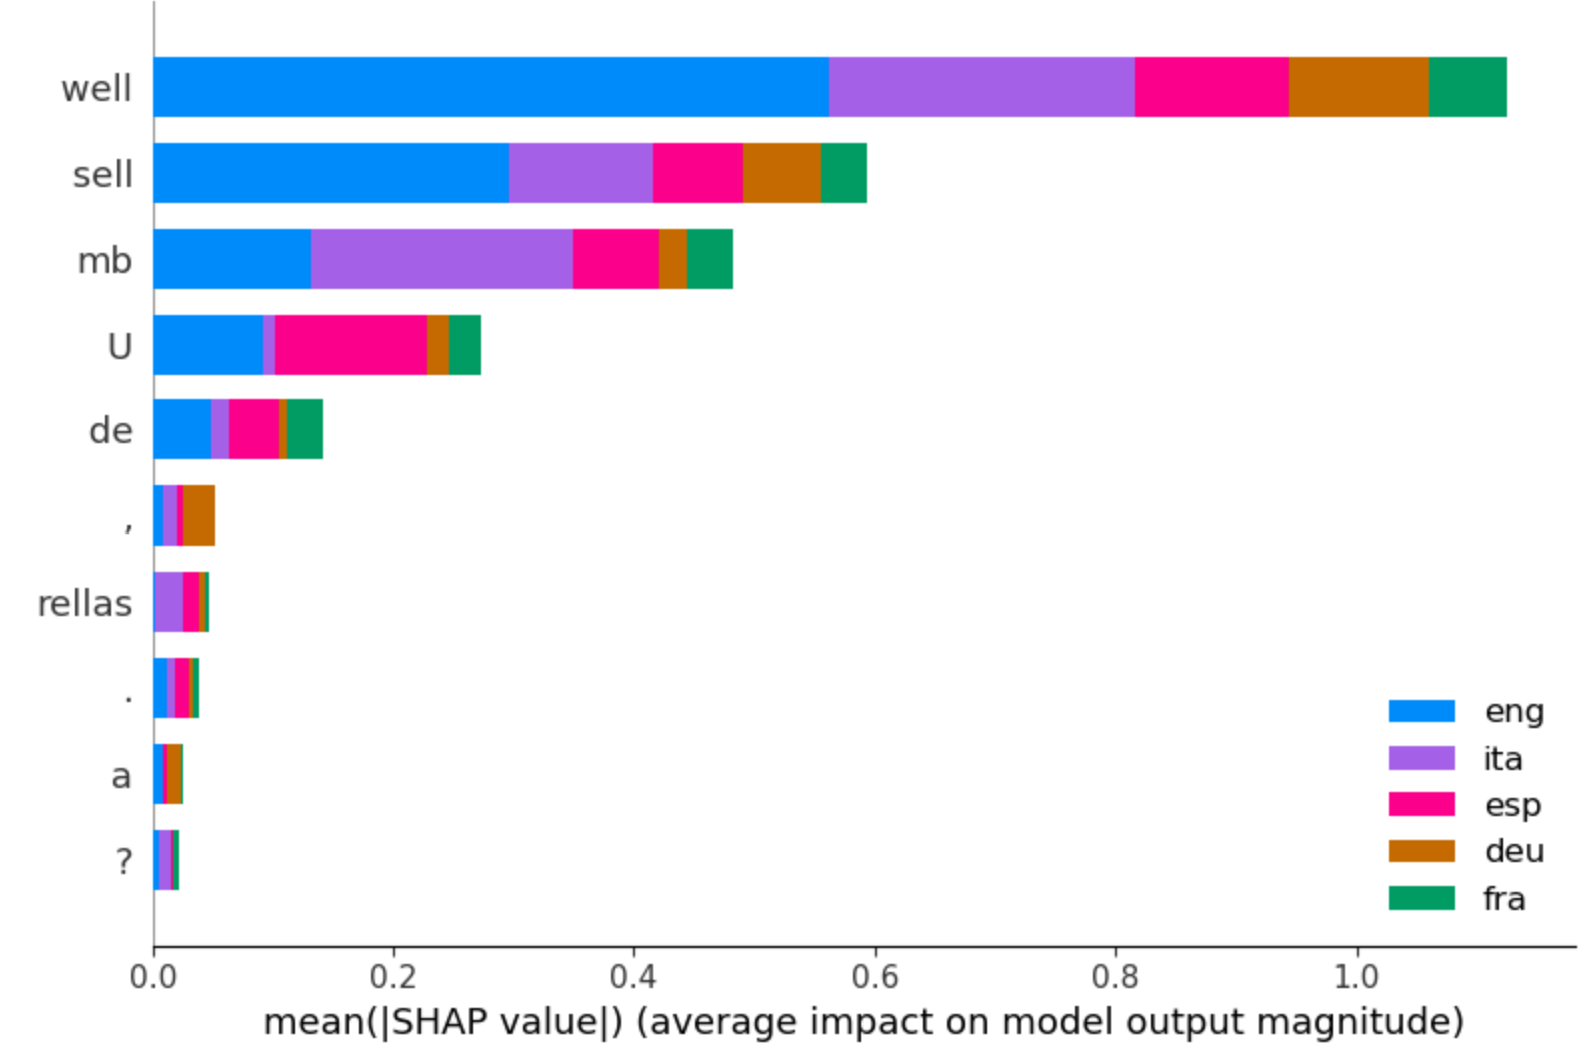 well
sell
mb
U
de
,
rellas
.
a
?
eng
ita
esp
deu
fra
0.0 0.2 0.4 0.6 0.8 1.0
mean(|SHAP value|) (average impact on model output magnitude)